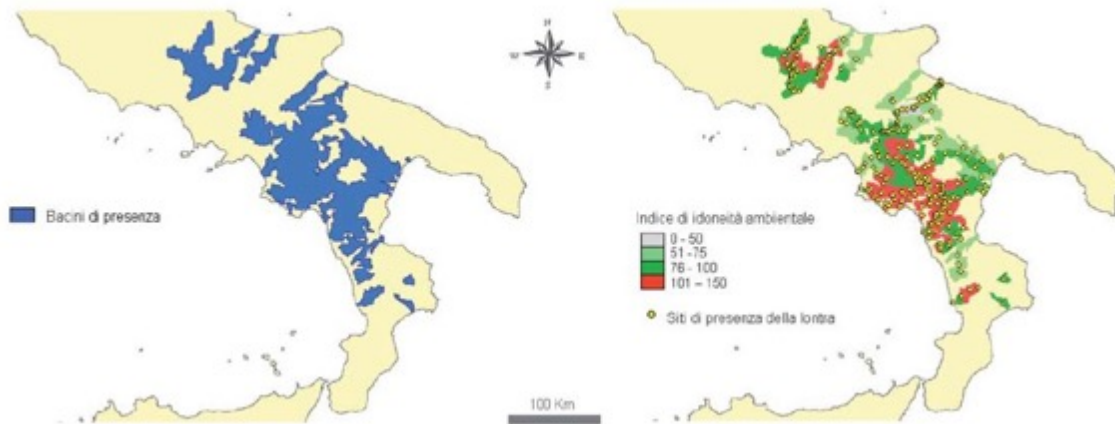 N
W
E
S
Bacini di presenza
100 Km
Indice di idoneità ambientale
0 - 50
51 -75
76 - 100
101 – 150
Siti di presenza della lontra